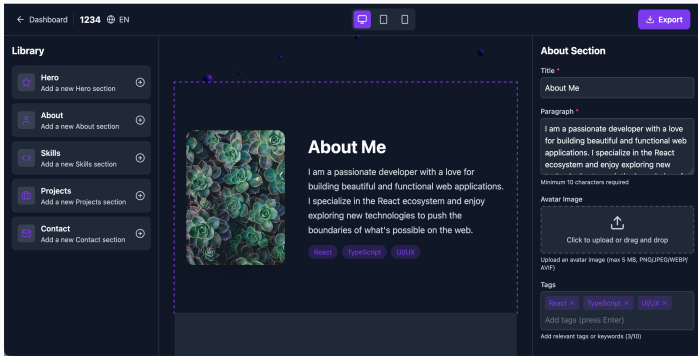 Dashboard
1234
EN
Export
Library
Hero
Add a new Hero section
About
Add a new About section
Skills
Add a new Skills section
Projects
Add a new Projects section
Contact
Add a new Contact section
About Me
I am a passionate developer with a love for
building beautiful and functional web applications.
I specialize in the React ecosystem and enjoy
exploring new technologies to push the
boundaries of what's possible on the web.
React
TypeScript
UI/UX
About Section
Title *
About Me
Paragraph *
I am a passionate developer with a love
for building beautiful and functional web
applications. I specialize in the React
ecosystem and enjoy exploring new
Minimum 10 characters required
Avatar Image
Click to upload or drag and drop
Upload an avatar image (max 5 MB, PNG/JPEG/WEBP/
AVIF)
Tags
React ×
TypeScript ×
UI/UX ×
Add tags (press Enter)
Add relevant tags or keywords (3/10)